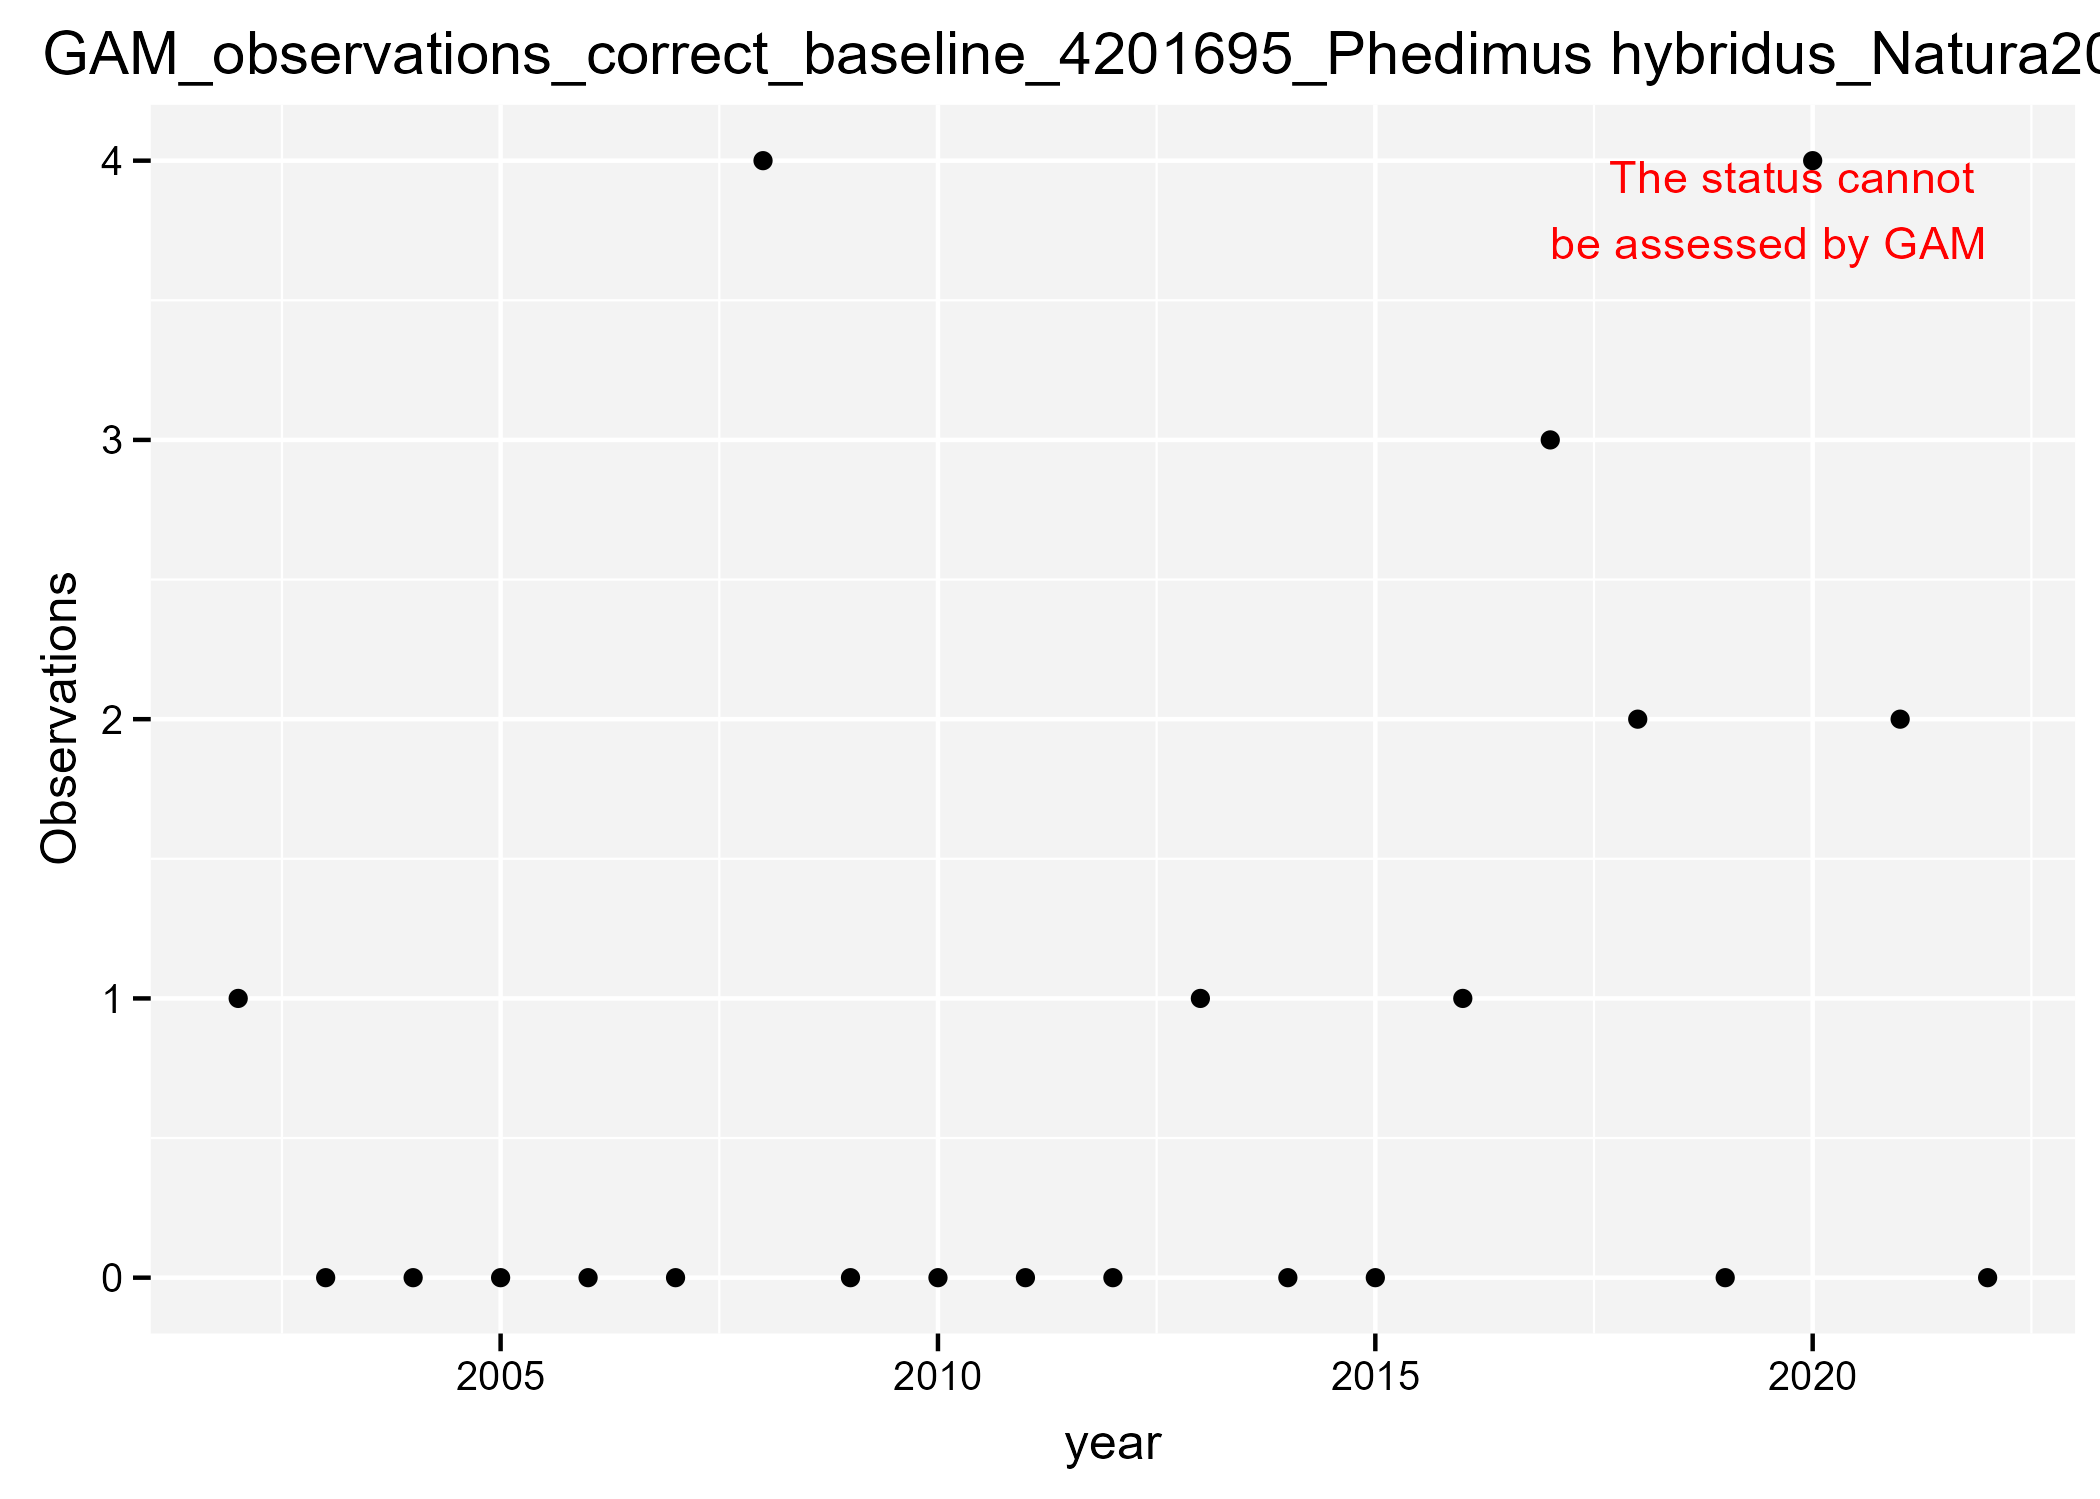 GAM_observations_correct_baseline_4201695_Phedimus hybridus_Natura20
4
The status cannot
be assessed by GAM
3
Observations
2
1
0
2005 2010 2015 2020
year